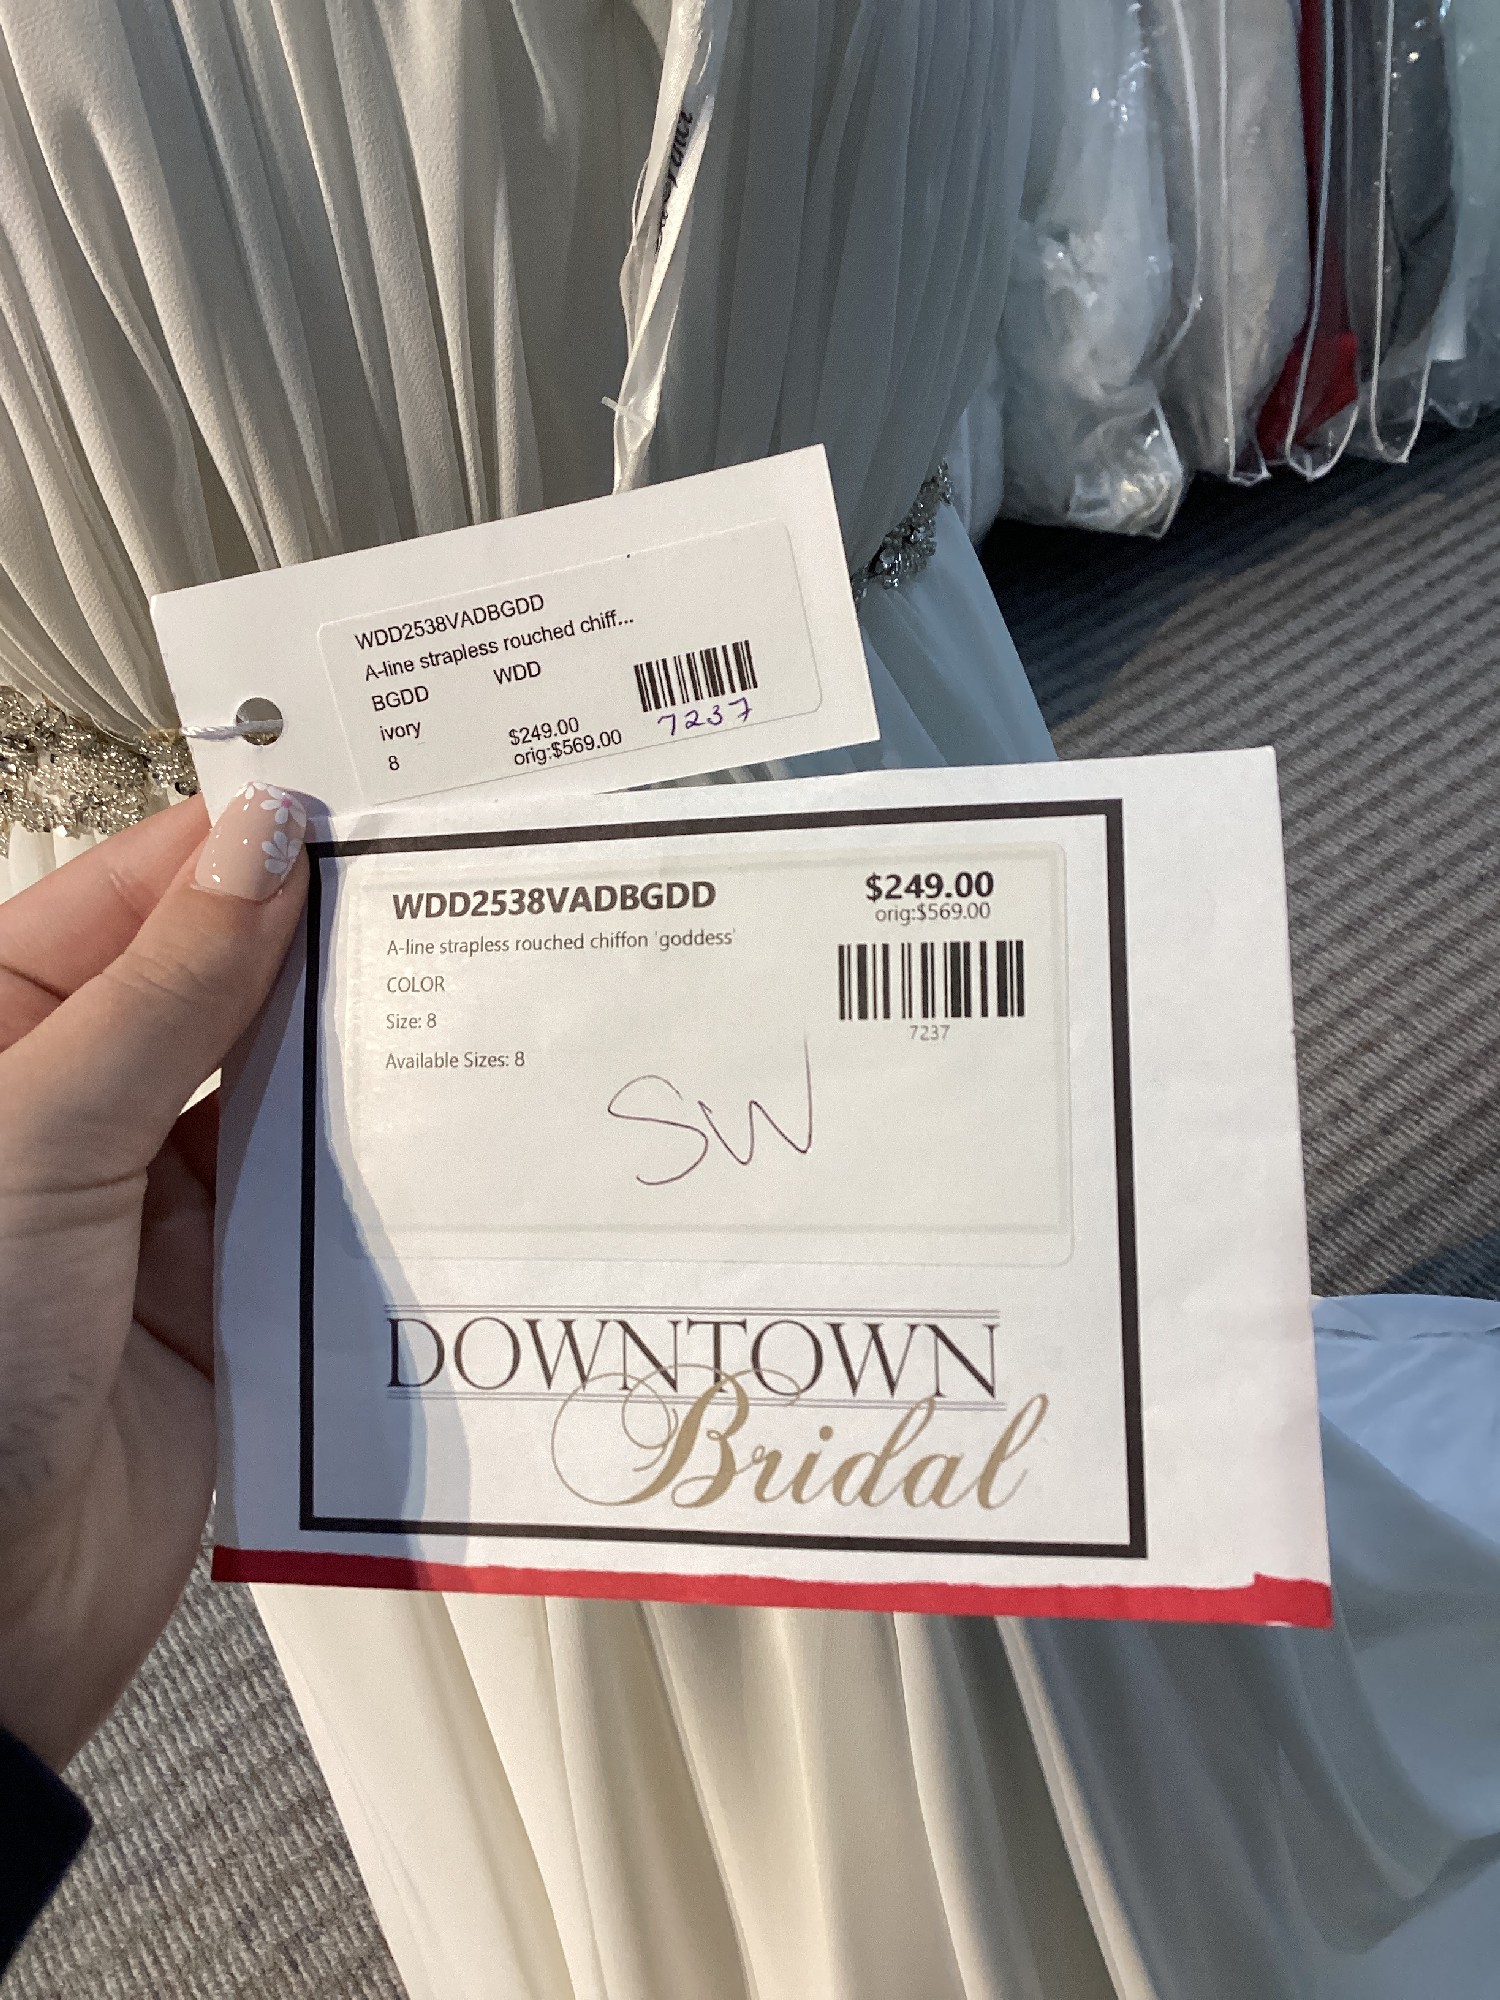 WDD2538VADBGDD
A-line strapless rouched chiff...
BGDD WDD
ivory
8 $249.00
orig:$569.00
7237
WDD2538VADBGDD
$249.00
orig:$569.00
A-line strapless rouched chiffon 'goddess'
COLOR
Size: 8
7237
Available Sizes: 8
SW
DOWNTOWN
Bridal